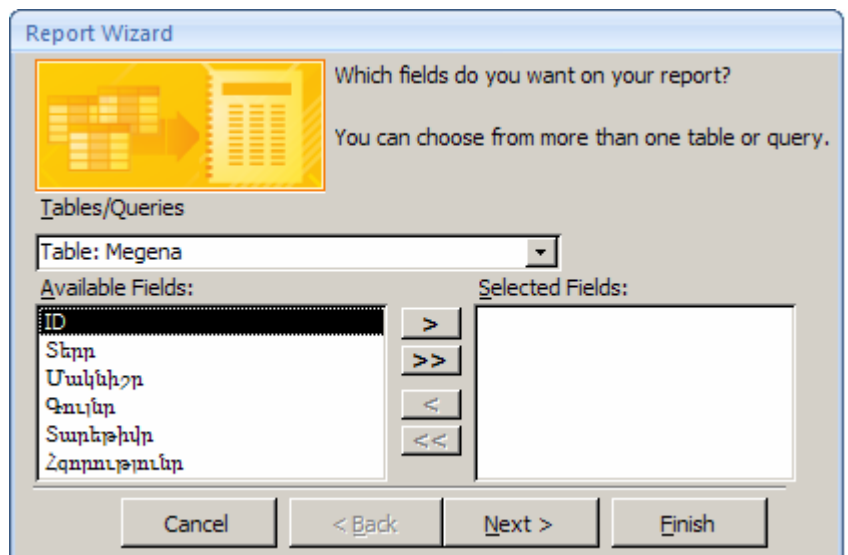 Report Wizard
Which fields do you want on your report?
You can choose from more than one table or query.
Tables/Queries
Table: Megena
Available Fields:
Selected Fields:
ID
>
Տերը
>>
Մակնիշը
Գույնը
<
Տարեթիվը
<<
Հզորությունը
Cancel
< Back
Next >
Finish